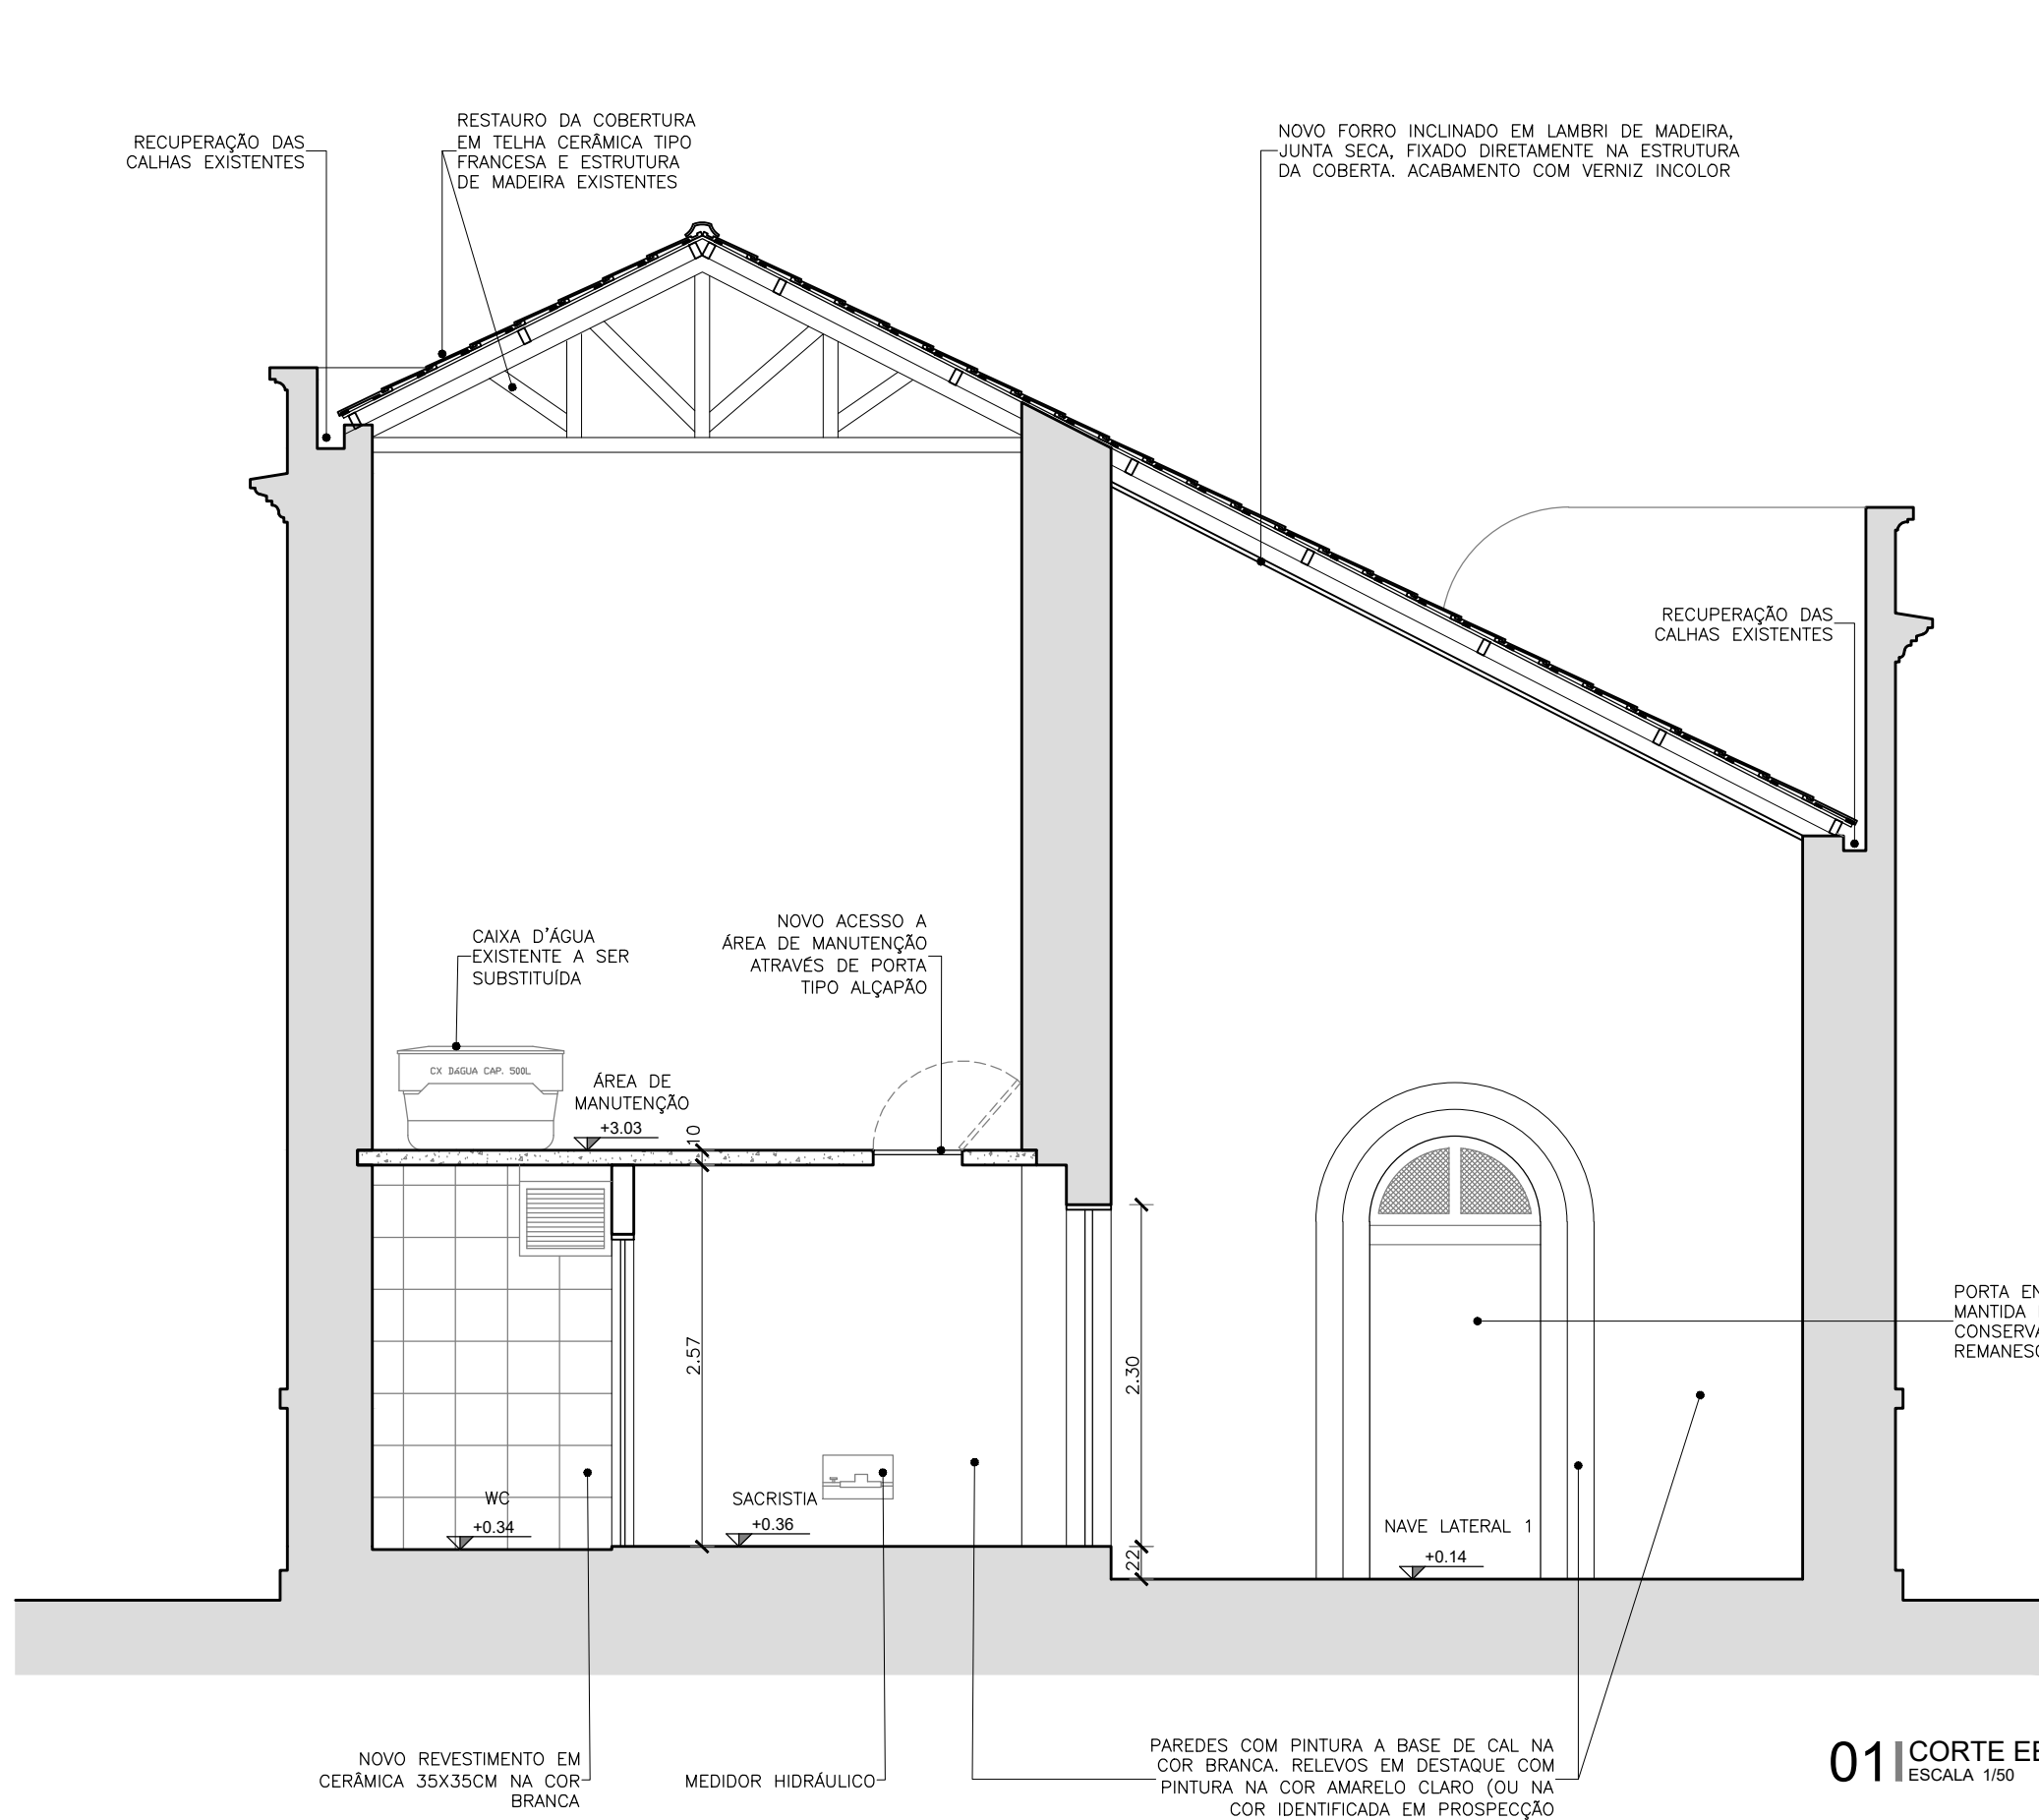 RECUPERAÇÃO DAS
CALHAS EXISTENTES
RESTAURO DA COBERTURA
EM TELHA CERÂMICA TIPO
FRANCESA E ESTRUTURA
DE MADEIRA EXISTENTES
NOVO FORRO INCLINADO EM LAMBRI DE MADEIRA,
JUNTA SECA, FIXADO DIRETAMENTE NA ESTRUTURA
DA COBERTA. ACABAMENTO COM VERNIZ INCOLOR
RECUPERAÇÃO DAS
CALHAS EXISTENTES
CAIXA D'ÁGUA
EXISTENTE A SER
SUBSTITUÍDA
NOVO ACESSO A
ÁREA DE MANUTENÇÃO
ATRAVÉS DE PORTA
TIPO ALÇAPÃO
CX DáGUA CAP. 500L
ÁREA DE
MANUTENÇÃO
+3.03
10
2.57
2.30
22
WC
+0.34
SACRISTIA
+0.36
NAVE LATERAL 1
+0.14
PORTA
MANTIDA
NOVO REVESTIMENTO EM
CERÂMICA 35X35CM NA COR
BRANCA
MEDIDOR HIDRÁULICO
PAREDES COM PINTURA A BASE DE CAL NA
COR BRANCA. RELEVOS EM DESTAQUE COM
PINTURA NA COR AMARELO CLARO (OU NA
COR IDENTIFICADA EM PROSPECÇÃO
01 CORTE
ESCALA 1/50